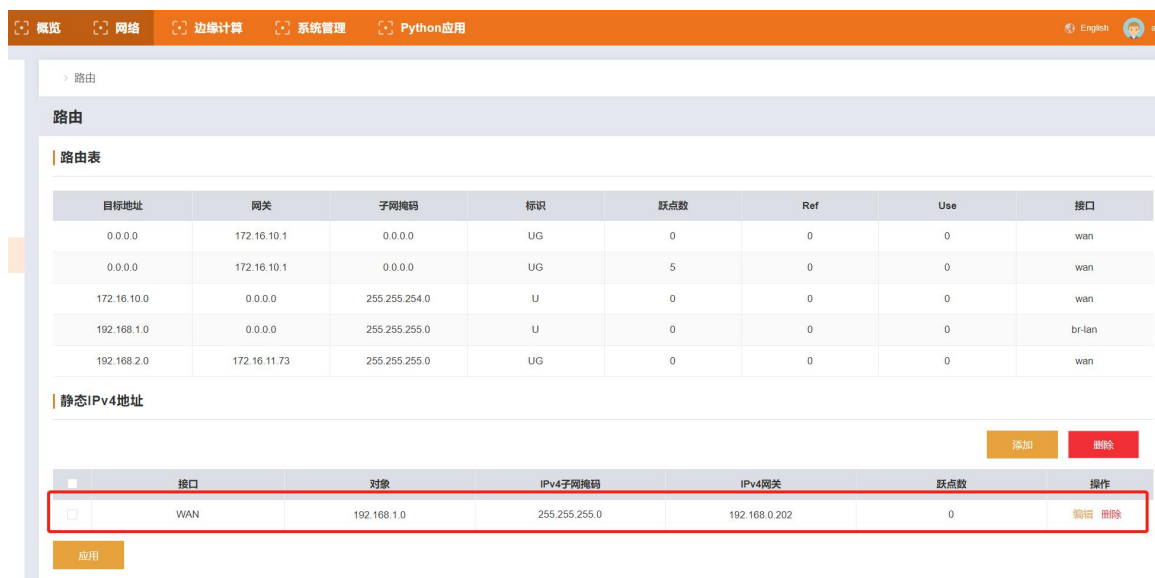 概览 网络 边缘计算 系统管理 Python应用 English
> 路由
路由
路由表
目标地址 网关 子网掩码 标识 跃点数 Ref Use 接口
0.0.0.0 172.16.10.1 0.0.0.0 UG 0 0 0 wan
0.0.0.0 172.16.10.1 0.0.0.0 UG 5 0 0 wan
172.16.10.0 0.0.0.0 255.255.254.0 U 0 0 0 wan
192.168.1.0 0.0.0.0 255.255.255.0 U 0 0 0 br-lan
192.168.2.0 172.16.11.73 255.255.255.0 UG 0 0 0 wan
静态IPv4地址
添加 删除
接口 对象 IPv4子网掩码 IPv4网关 跃点数 操作
WAN 192.168.1.0 255.255.255.0 192.168.0.202 0 编辑 删除
应用